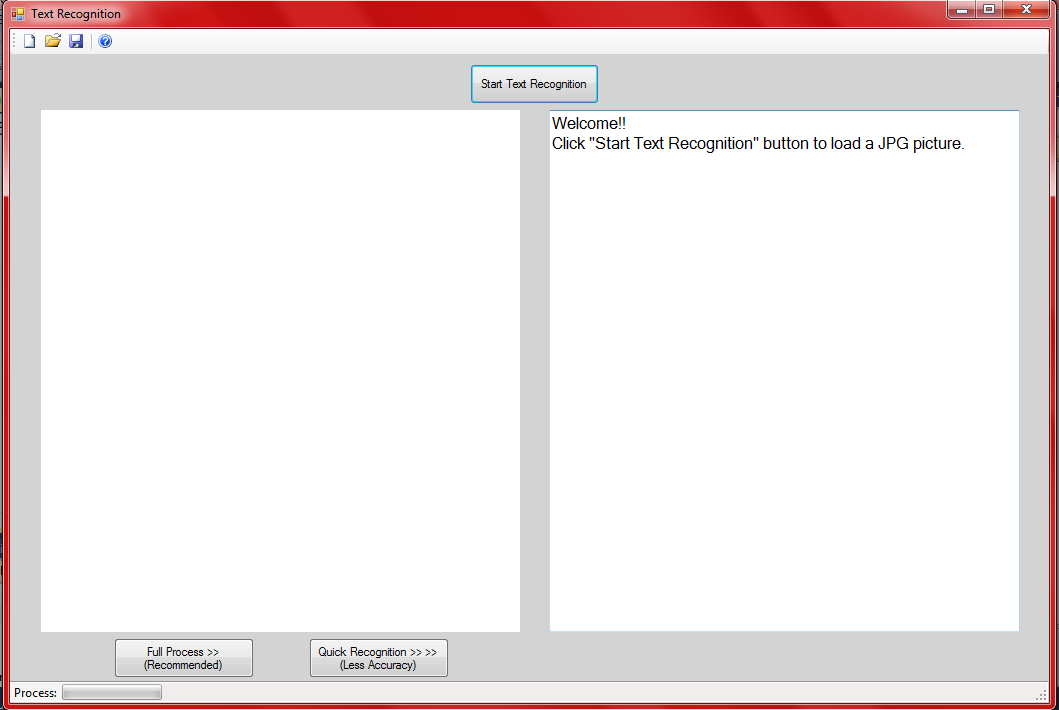 Text Recognition
Start Text Recognition
Welcome!!
Click "Start Text Recognition" button to load a JPG picture.
Full Process >>
(Recommended)
Quick Recognition >> >>
(Less Accuracy)
Process: